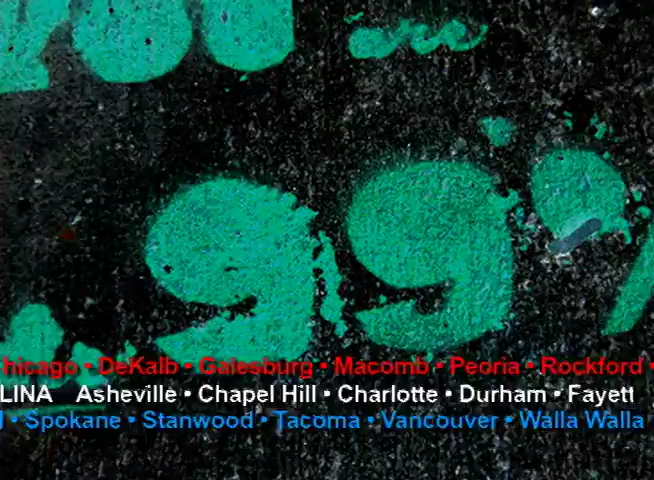 are
99%
hicago • DeKalb • Galesburg • Macomb • Peoria • Rockford •
LINA Asheville • Chapel Hill • Charlotte • Durham • Fayett
• Spokane • Stanwood • Tacoma • Vancouver • Walla Walla